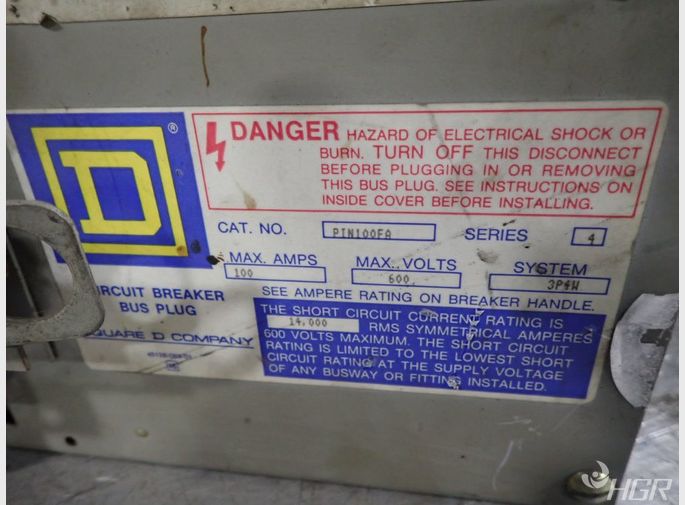 D ®
DANGER HAZARD OF ELECTRICAL SHOCK OR
BURN. TURN OFF THIS DISCONNECT
BEFORE PLUGGING IN OR REMOVING
THIS BUS PLUG. SEE INSTRUCTIONS ON
INSIDE COVER BEFORE INSTALLING.
CAT. NO. PIN100FA SERIES 4
MAX. AMPS MAX. VOLTS SYSTEM
100 600 3P4W
SEE AMPERE RATING ON BREAKER HANDLE.
BREAKER
BUS PLUG
D COMPANY
THE SHORT CIRCUIT CURRENT RATING IS
14,000 RMS SYMMETRICAL AMPERES
600 VOLTS MAXIMUM. THE SHORT CIRCUIT
RATING IS LIMITED TO THE LOWEST SHORT
CIRCUIT RATING AT THE SUPPLY VOLTAGE
OF ANY BUSWAY OR FITTING INSTALLED.
HGR